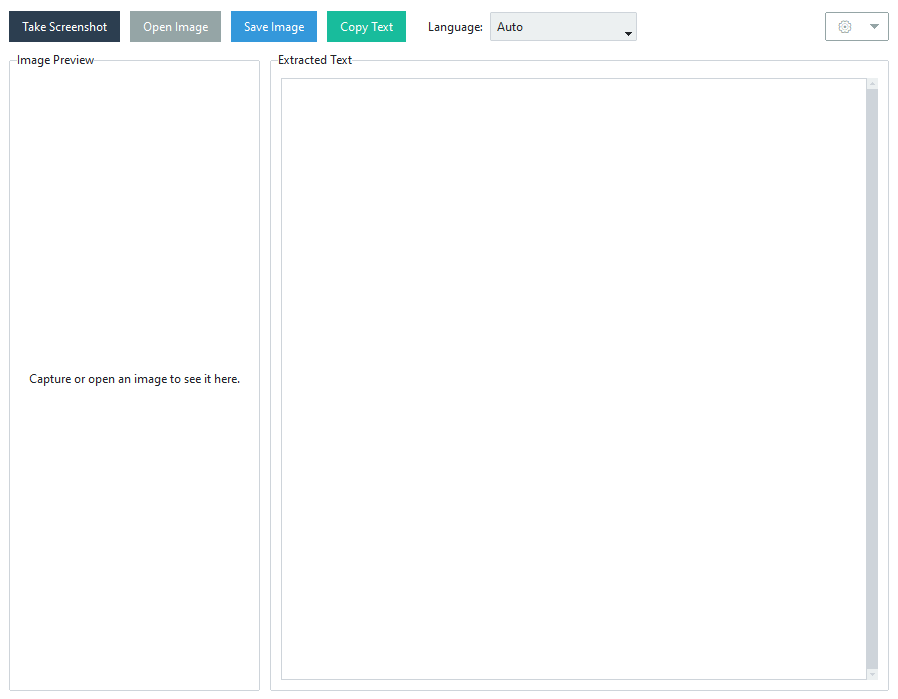 Take Screenshot Open Image Save Image Copy Text Language: Auto
Image Preview
Extracted Text
Capture or open an image to see it here.